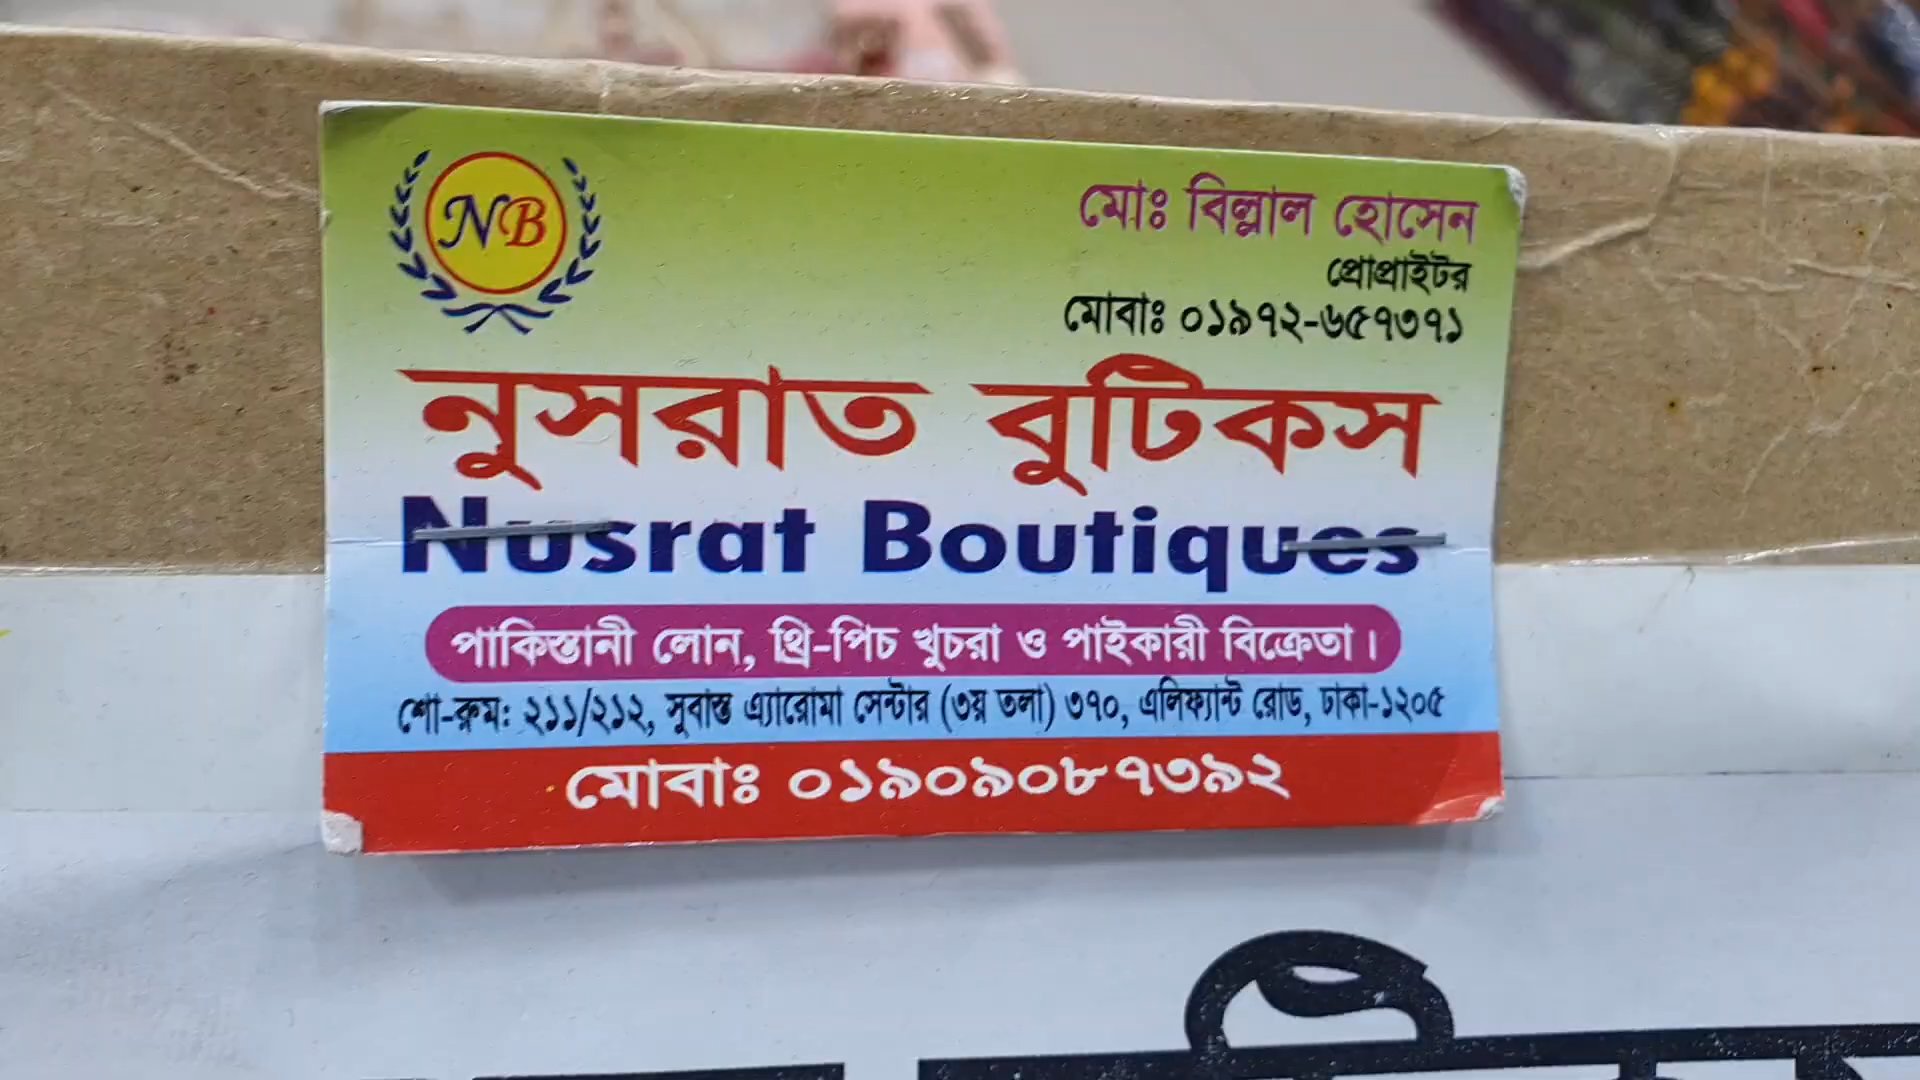 NB
মোঃ বিল্লাল হোসেন
প্রোপ্রাইটর
মোবাঃ ০১৯৭২-৬৫৭৩৭১
নুসরাত বুটিকস
Nusrat Boutiques
পাকিস্তানী লোন, থ্রি-পিচ খুচরা ও পাইকারী বিক্রেতা।
শো-রুম: ২১১/২১২, সুবাস্তু এ্যারোমা সেন্টার (৩য় তলা) ৩৭০, এলিফ্যান্ট রোড, ঢাকা-১২০৫
মোবাঃ ০১৯০৯০৮৭৩৯২